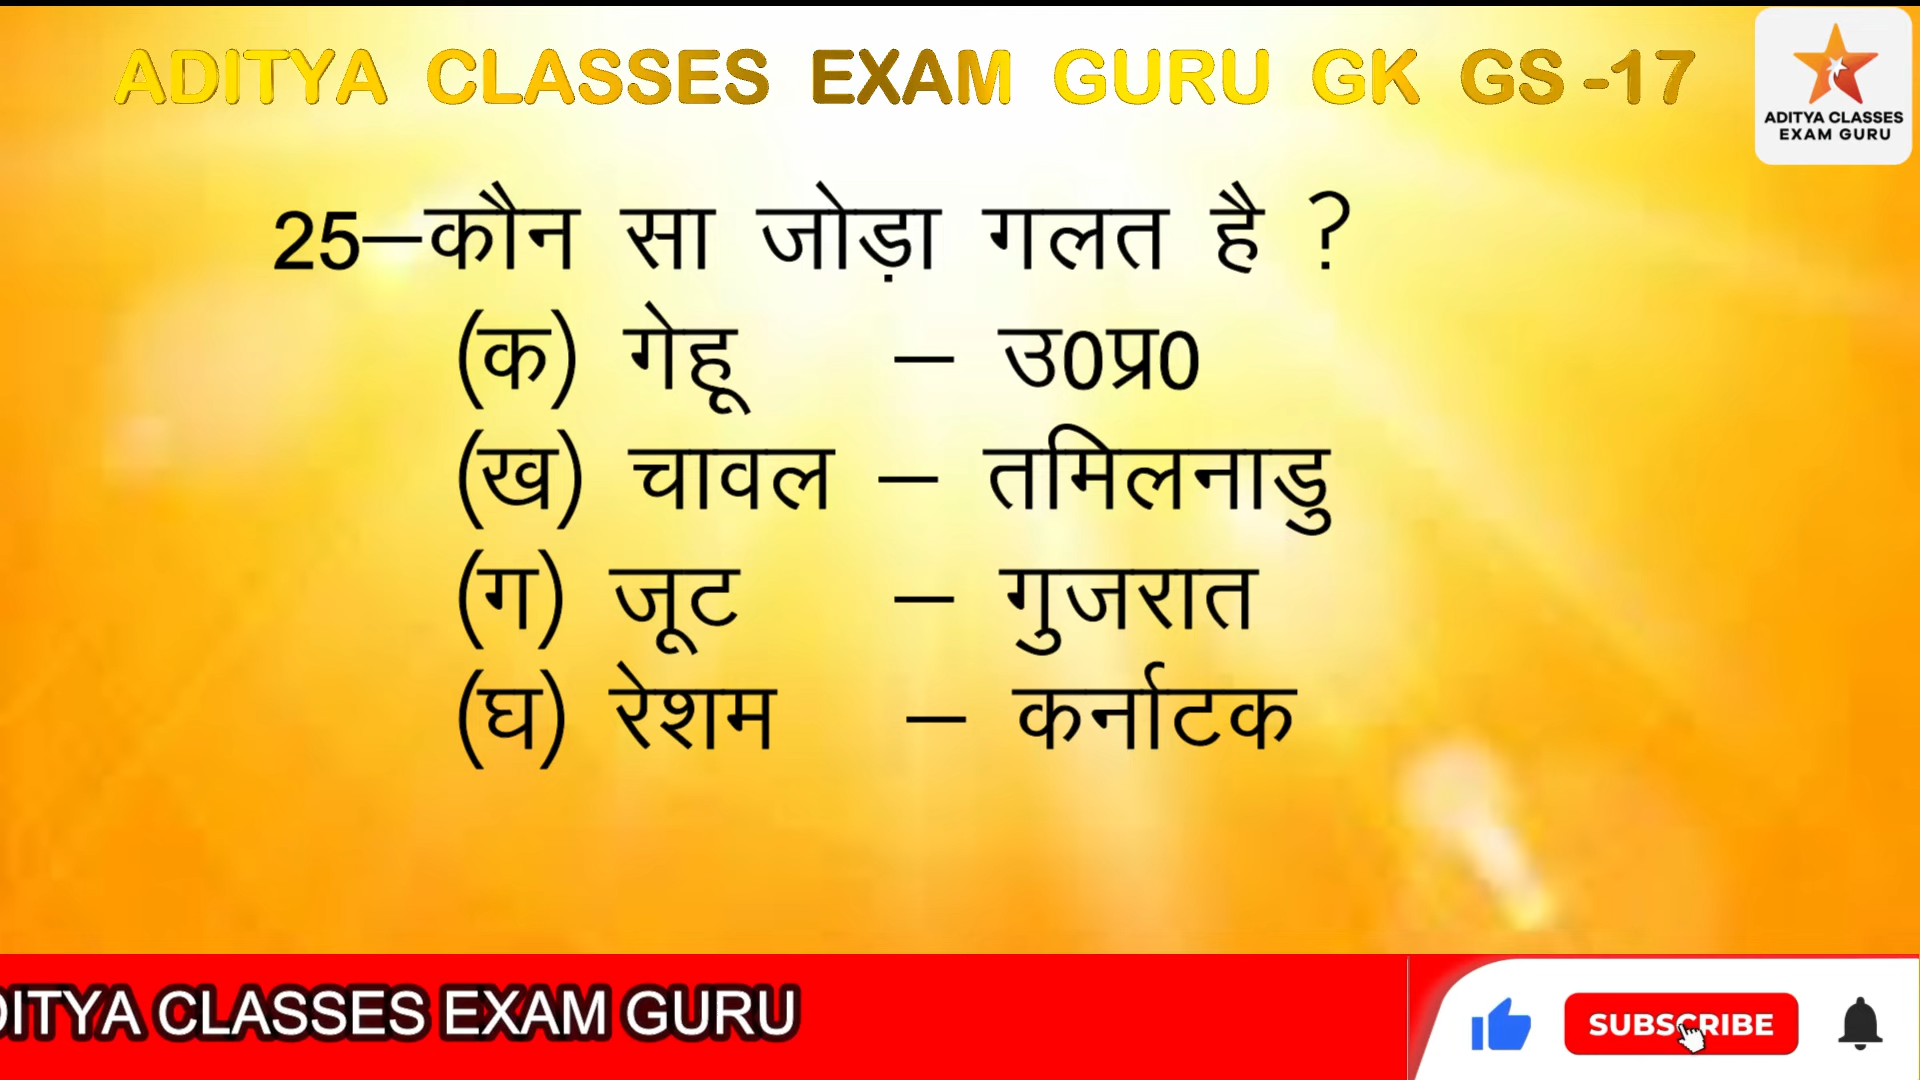 ADITYA CLASSES EXAM GURU GK GS -17
ADITYA CLASSES
EXAM GURU
25–कौन सा जोड़ा गलत है ?
(क) गेहू – उ0प्र0
(ख) चावल – तमिलनाडु
(ग) जूट – गुजरात
(घ) रेशम – कर्नाटक
DITYA CLASSES EXAM GURU
SUBSCRIBE